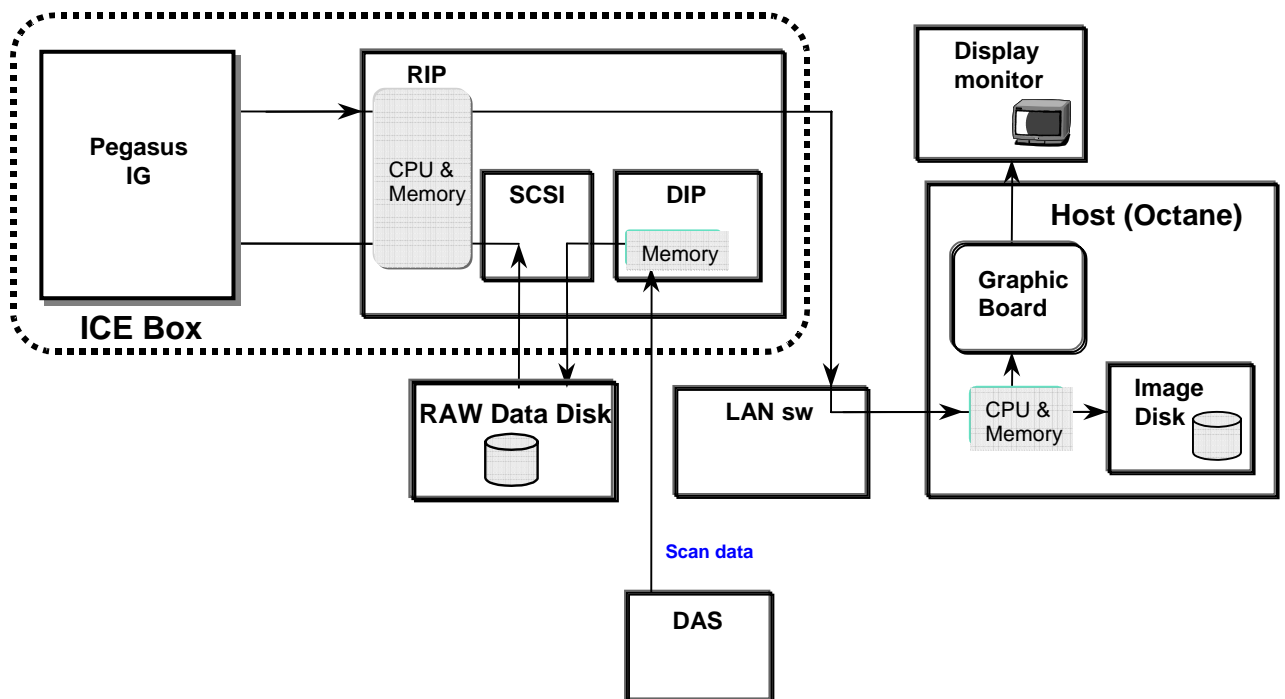 Pegasus
IG
ICE Box
RIP
CPU &
Memory
SCSI
DIP
Memory
RAW Data Disk
LAN sw
Scan data
DAS
Display
monitor
Host (Octane)
Graphic
Board
CPU &
Memory
Image
Disk